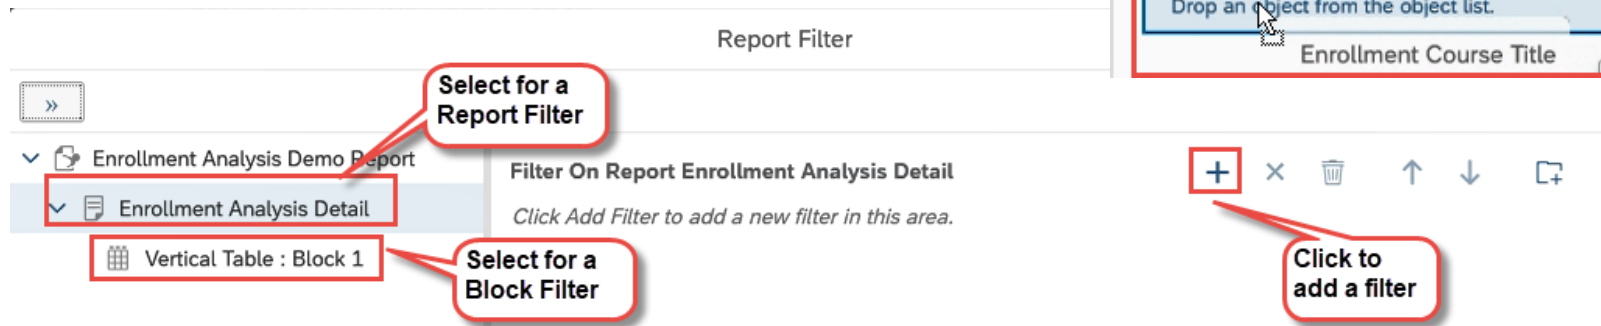 Drop an object from the object list.
Report Filter
Enrollment Course Title
Select for a
Report Filter
»
Enrollment Analysis Demo Report
Filter On Report Enrollment Analysis Detail
Enrollment Analysis Detail
Click Add Filter to add a new filter in this area.
Vertical Table : Block 1
Select for a
Block Filter
Click to
add a filter